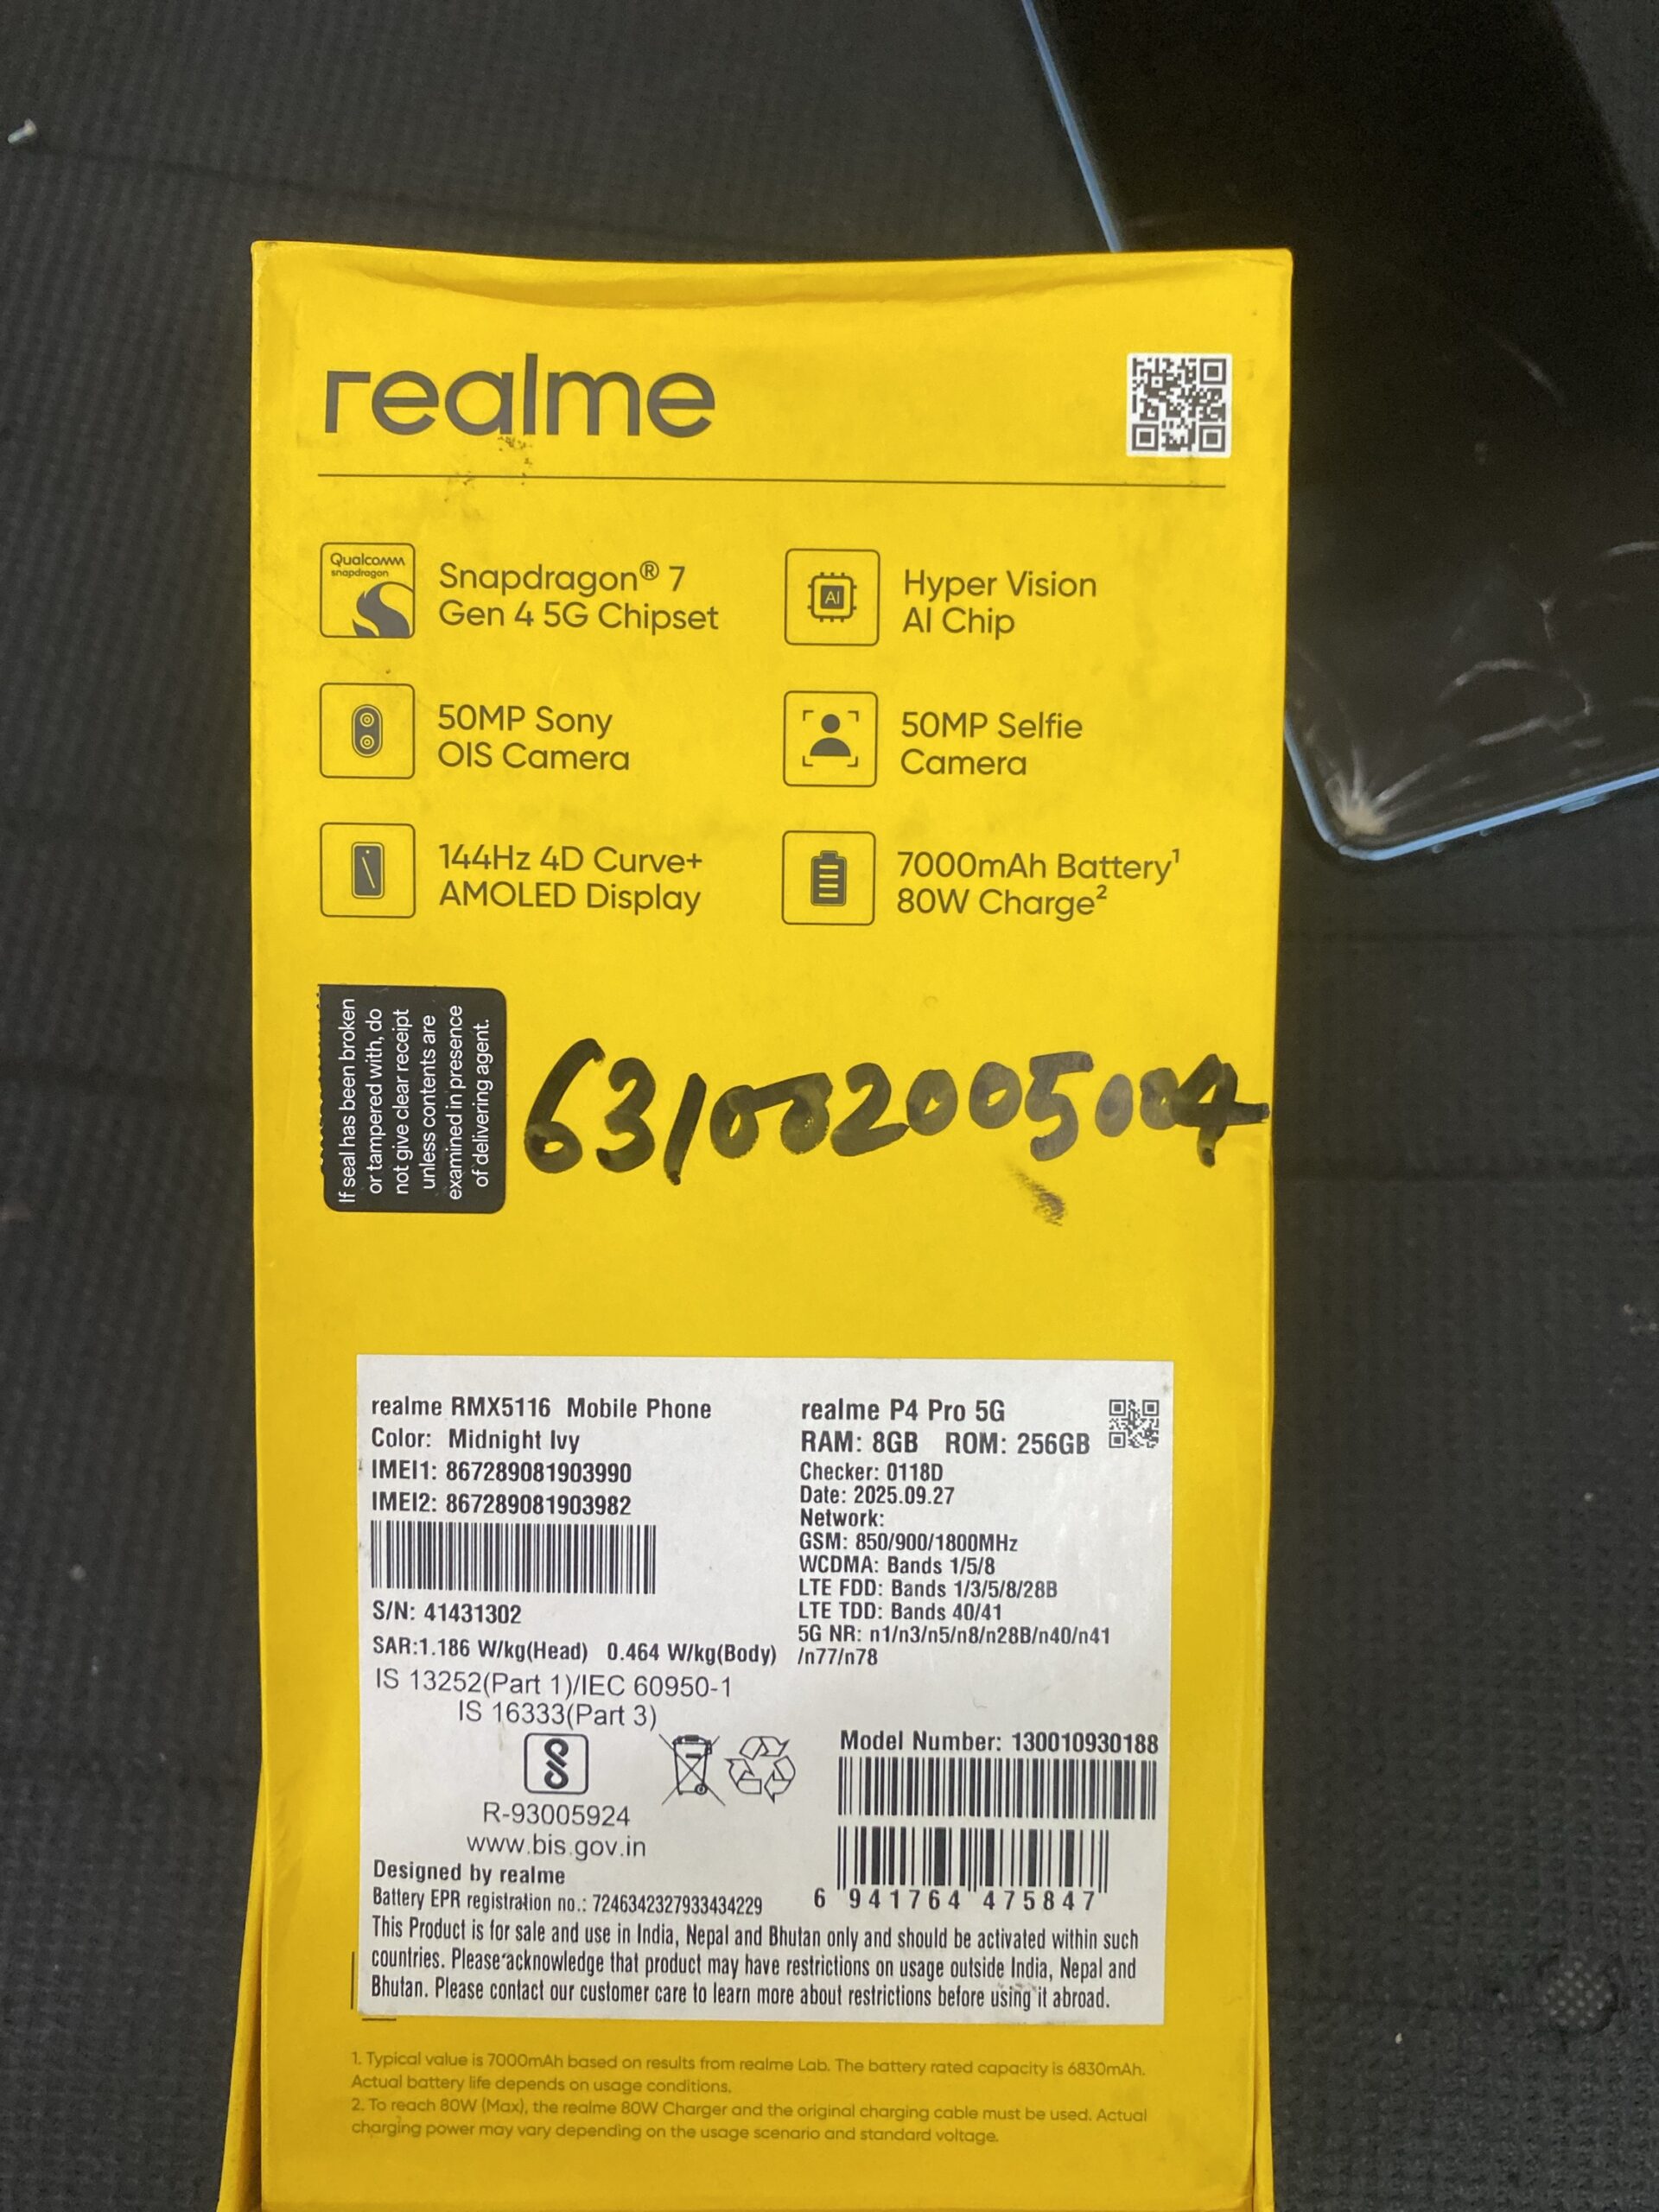 realme
Qualcomm
snapdragon
Snapdragon® 7
Gen 4 5G Chipset
AI
Hyper Vision
AI Chip
50MP Sony
OIS Camera
50MP Selfie
Camera
144Hz 4D Curve+
AMOLED Display
7000mAh Battery¹
80W Charge²
If seal has been broken
or tampered with, do
not give clear receipt
unless contents are
examined in presence
of delivering agent.
realme RMX5116 Mobile Phone
Color: Midnight Ivy
IMEI1: 867289081903990
IMEI2: 867289081903982
S/N: 41431302
SAR:1.186 W/kg(Head) 0.464 W/kg(Body)
IS 13252(Part 1)/IEC 60950-1
IS 16333(Part 3)
R-93005924
www.bis.gov.in
Designed by realme
Battery EPR registration no.: 7246342327933434229
realme P4 Pro 5G
RAM: 8GB ROM: 256GB
Checker: 0118D
Date: 2025.09.27
Network:
GSM: 850/900/1800MHz
WCDMA: Bands 1/5/8
LTE FDD: Bands 1/3/5/8/28B
LTE TDD: Bands 40/41
5G NR: n1/n3/n5/n8/n28B/n40/n41
/n77/n78
Model Number: 130010930188
6 941764 475847
This Product is for sale and use in India, Nepal and Bhutan only and should be activated within such
countries. Please acknowledge that product may have restrictions on usage outside India, Nepal and
Bhutan. Please contact our customer care to learn more about restrictions before using it abroad.
1. Typical value is 7000mAh based on results from realme Lab. The battery rated capacity is 6830mAh.
Actual battery life depends on usage conditions.
2. To reach 80W (Max), the realme 80W Charger and the original charging cable must be used. Actual
charging power may vary depending on the usage scenario and standard voltage.